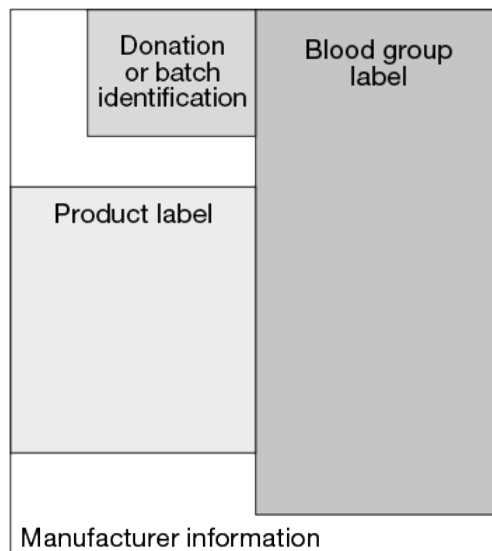 Donation
or batch
identification
Blood group
label
Product label
Manufacturer information